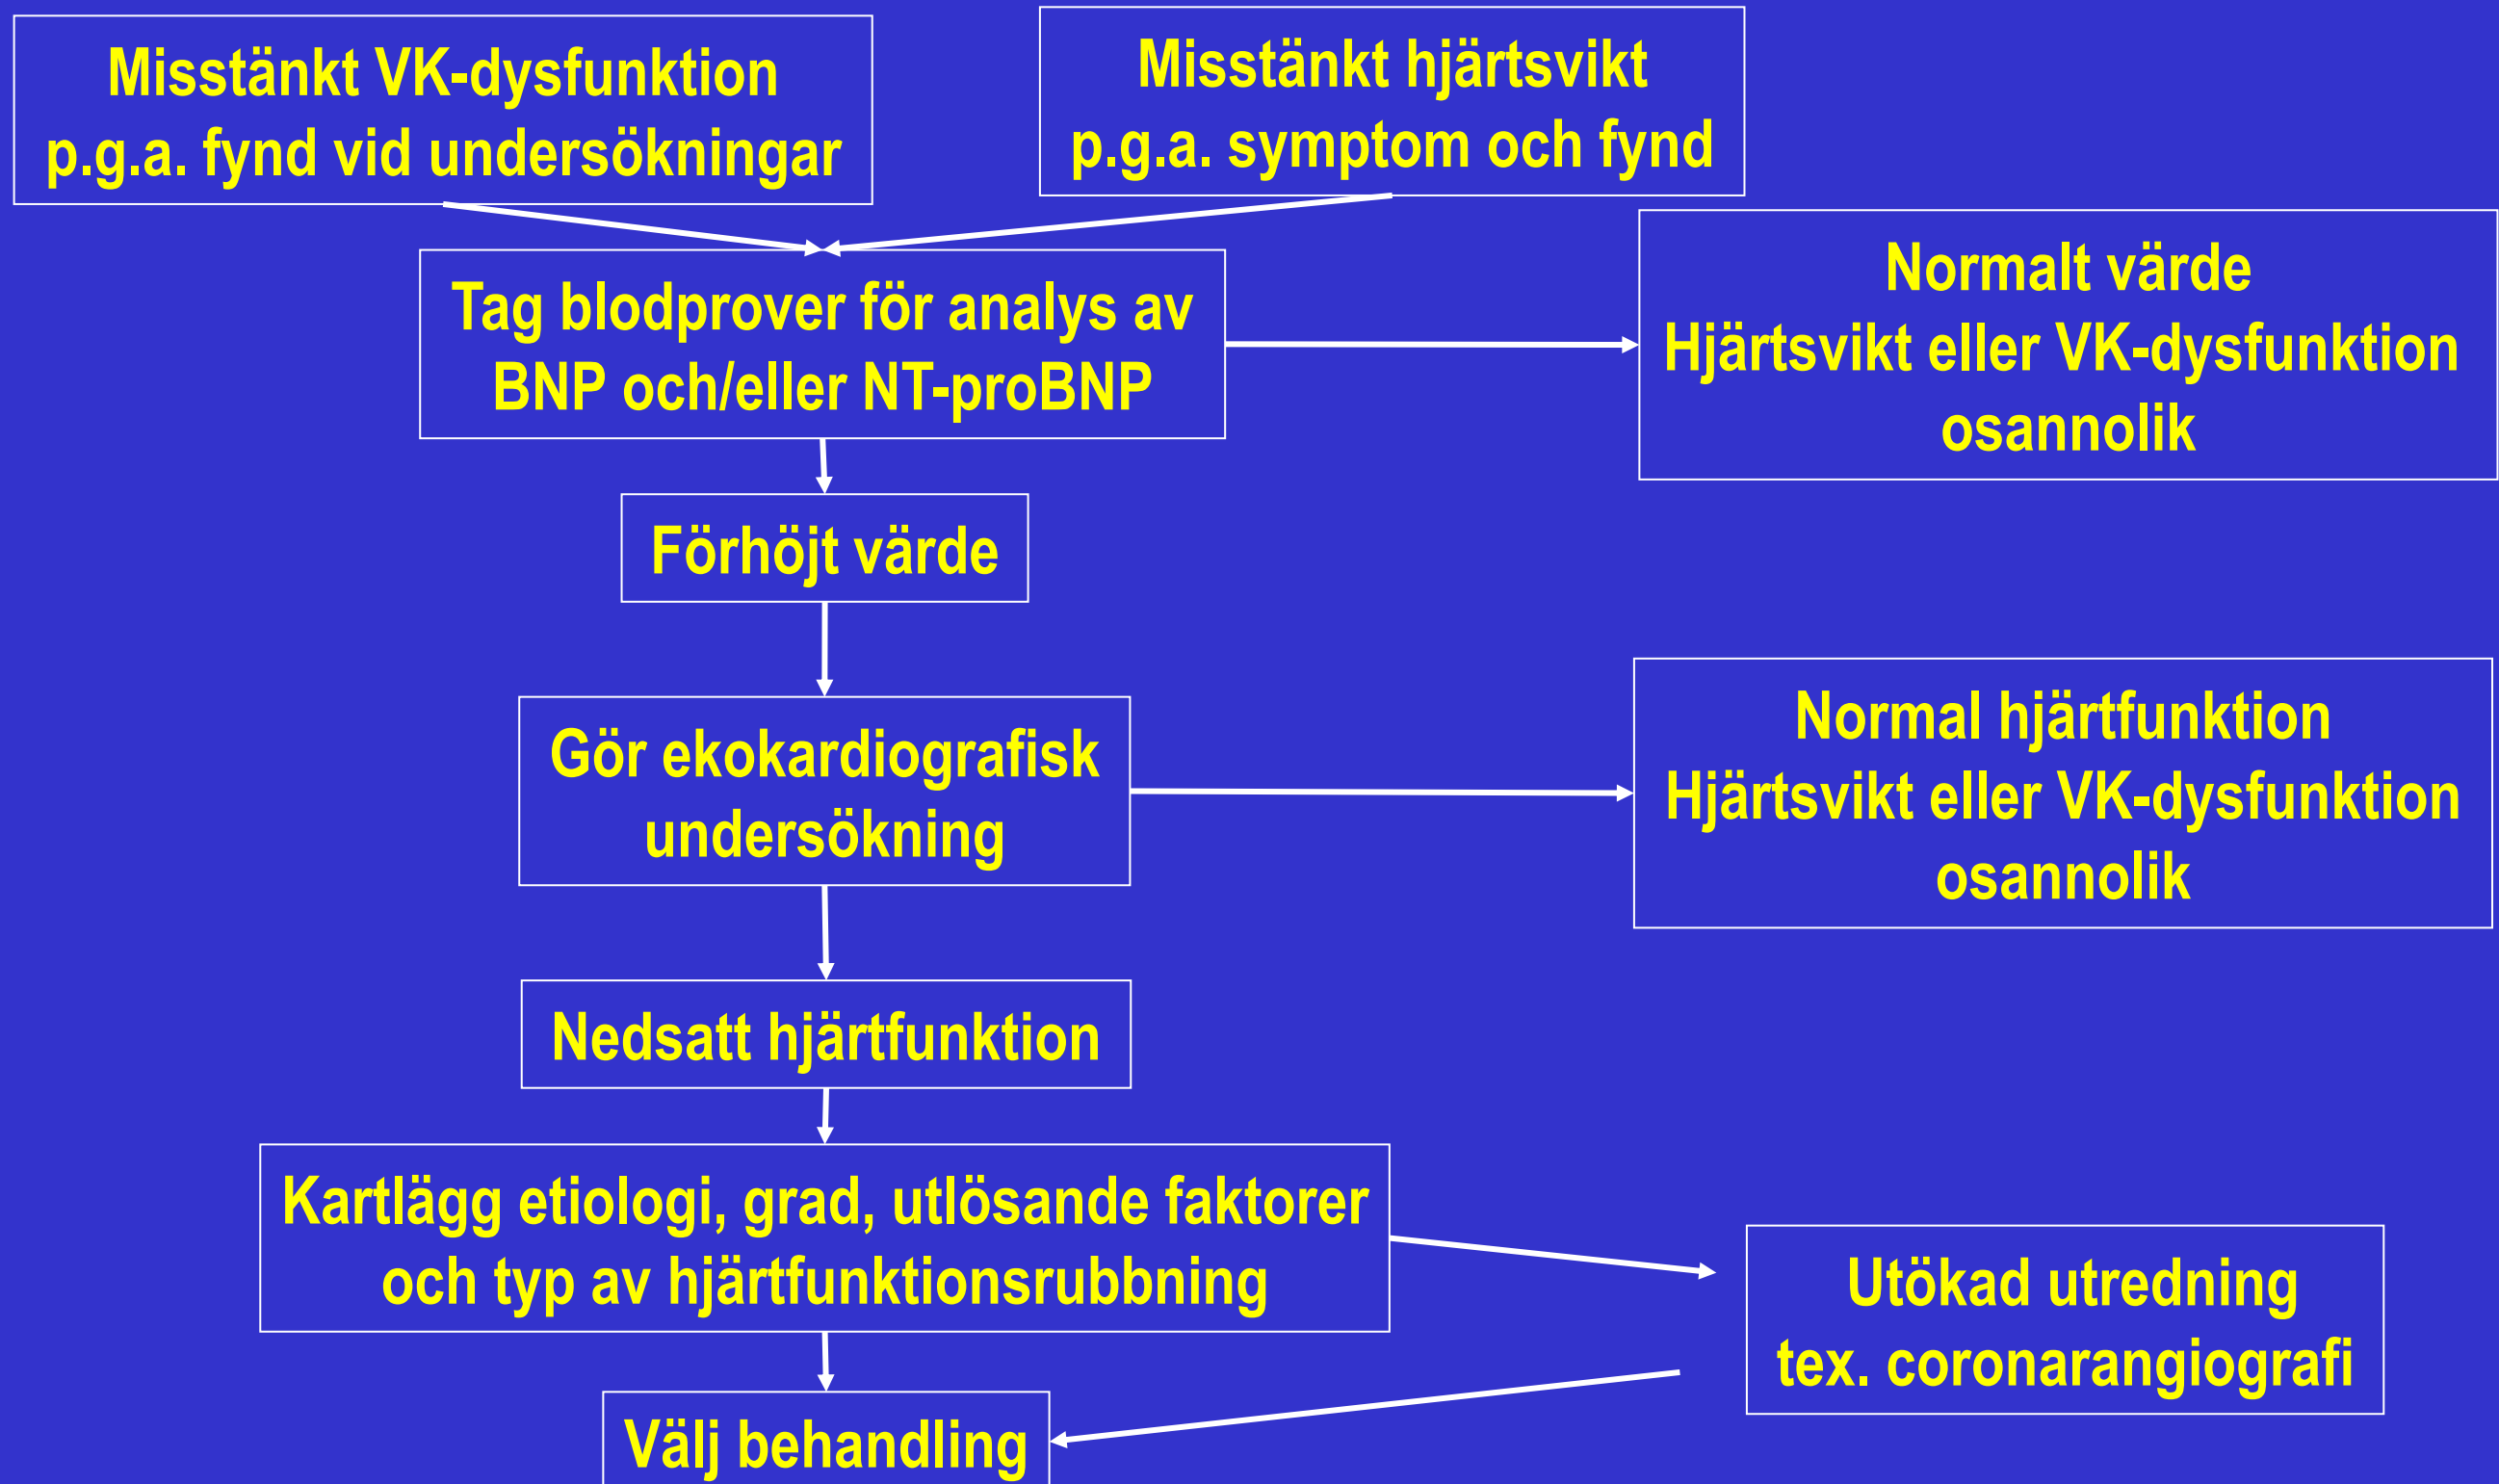 Misstänkt VK-dysfunktion
p.g.a. fynd vid undersökningar
Misstänkt hjärtsvikt
p.g.a. symptom och fynd
Tag blodprover för analys av
BNP och/eller NT-proBNP
Normalt värde
Hjärtsvikt eller VK-dysfunktion
osannolik
Förhöjt värde
Gör ekokardiografisk
undersökning
Normal hjärtfunktion
Hjärtsvikt eller VK-dysfunktion
osannolik
Nedsatt hjärtfunktion
Kartlägg etiologi, grad, utlösande faktorer
och typ av hjärtfunktionsrubbning
Utökad utredning
tex. coronarangiografi
Välj behandling